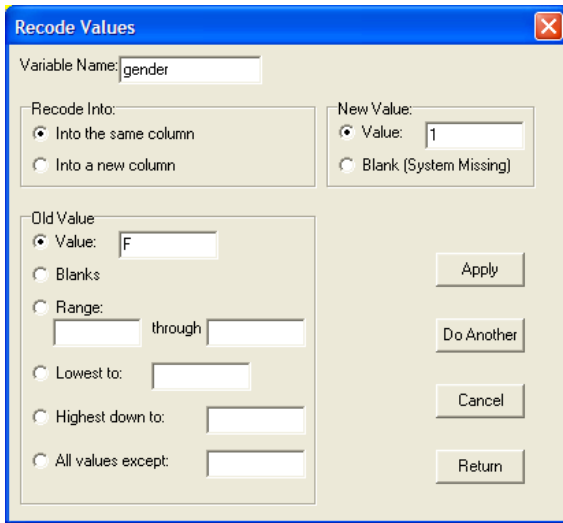 Recode Values
Variable Name: gender
Recode Into:
Into the same column
Into a new column
New Value:
Value: 1
Blank (System Missing)
Old Value
Value: F
Blanks
Range:
through
Lowest to:
Highest down to:
All values except:
Apply
Do Another
Cancel
Return